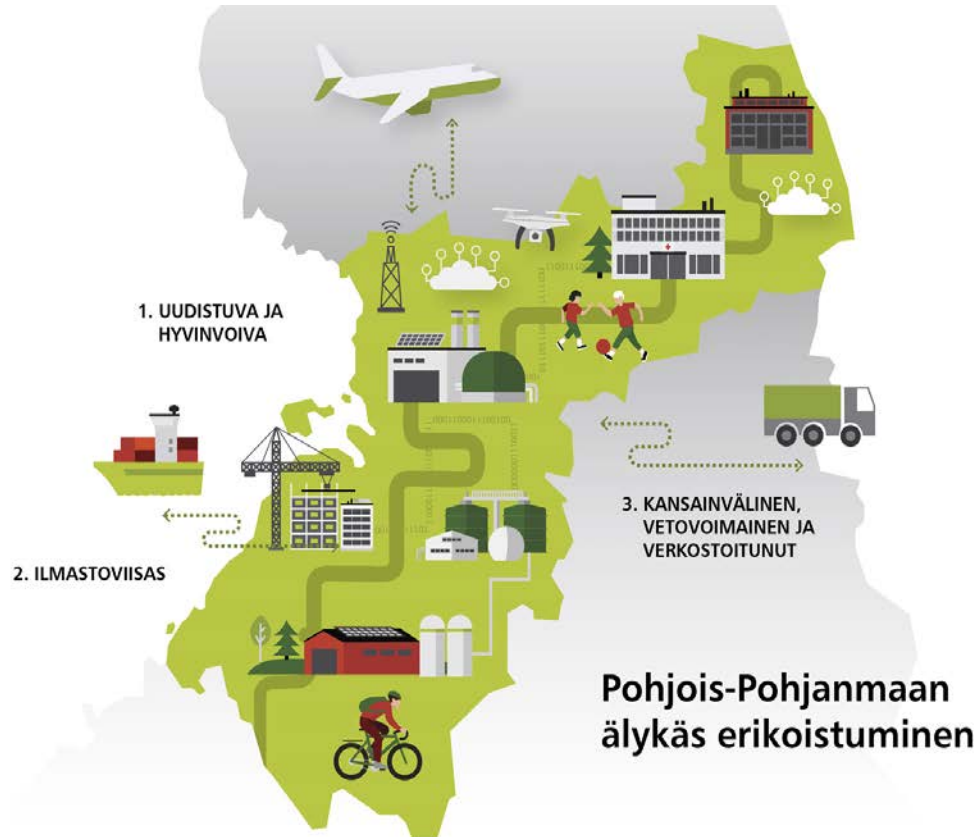 1. UUDISTUVA JA
HYVINVOIVA
2. ILMASTOVIISAS
3. KANSAINVÄLINEN,
VETOVOIMAINEN JA
VERKOSTOITUNUT
Pohjois-Pohjanmaan
älykäs erikoistuminen